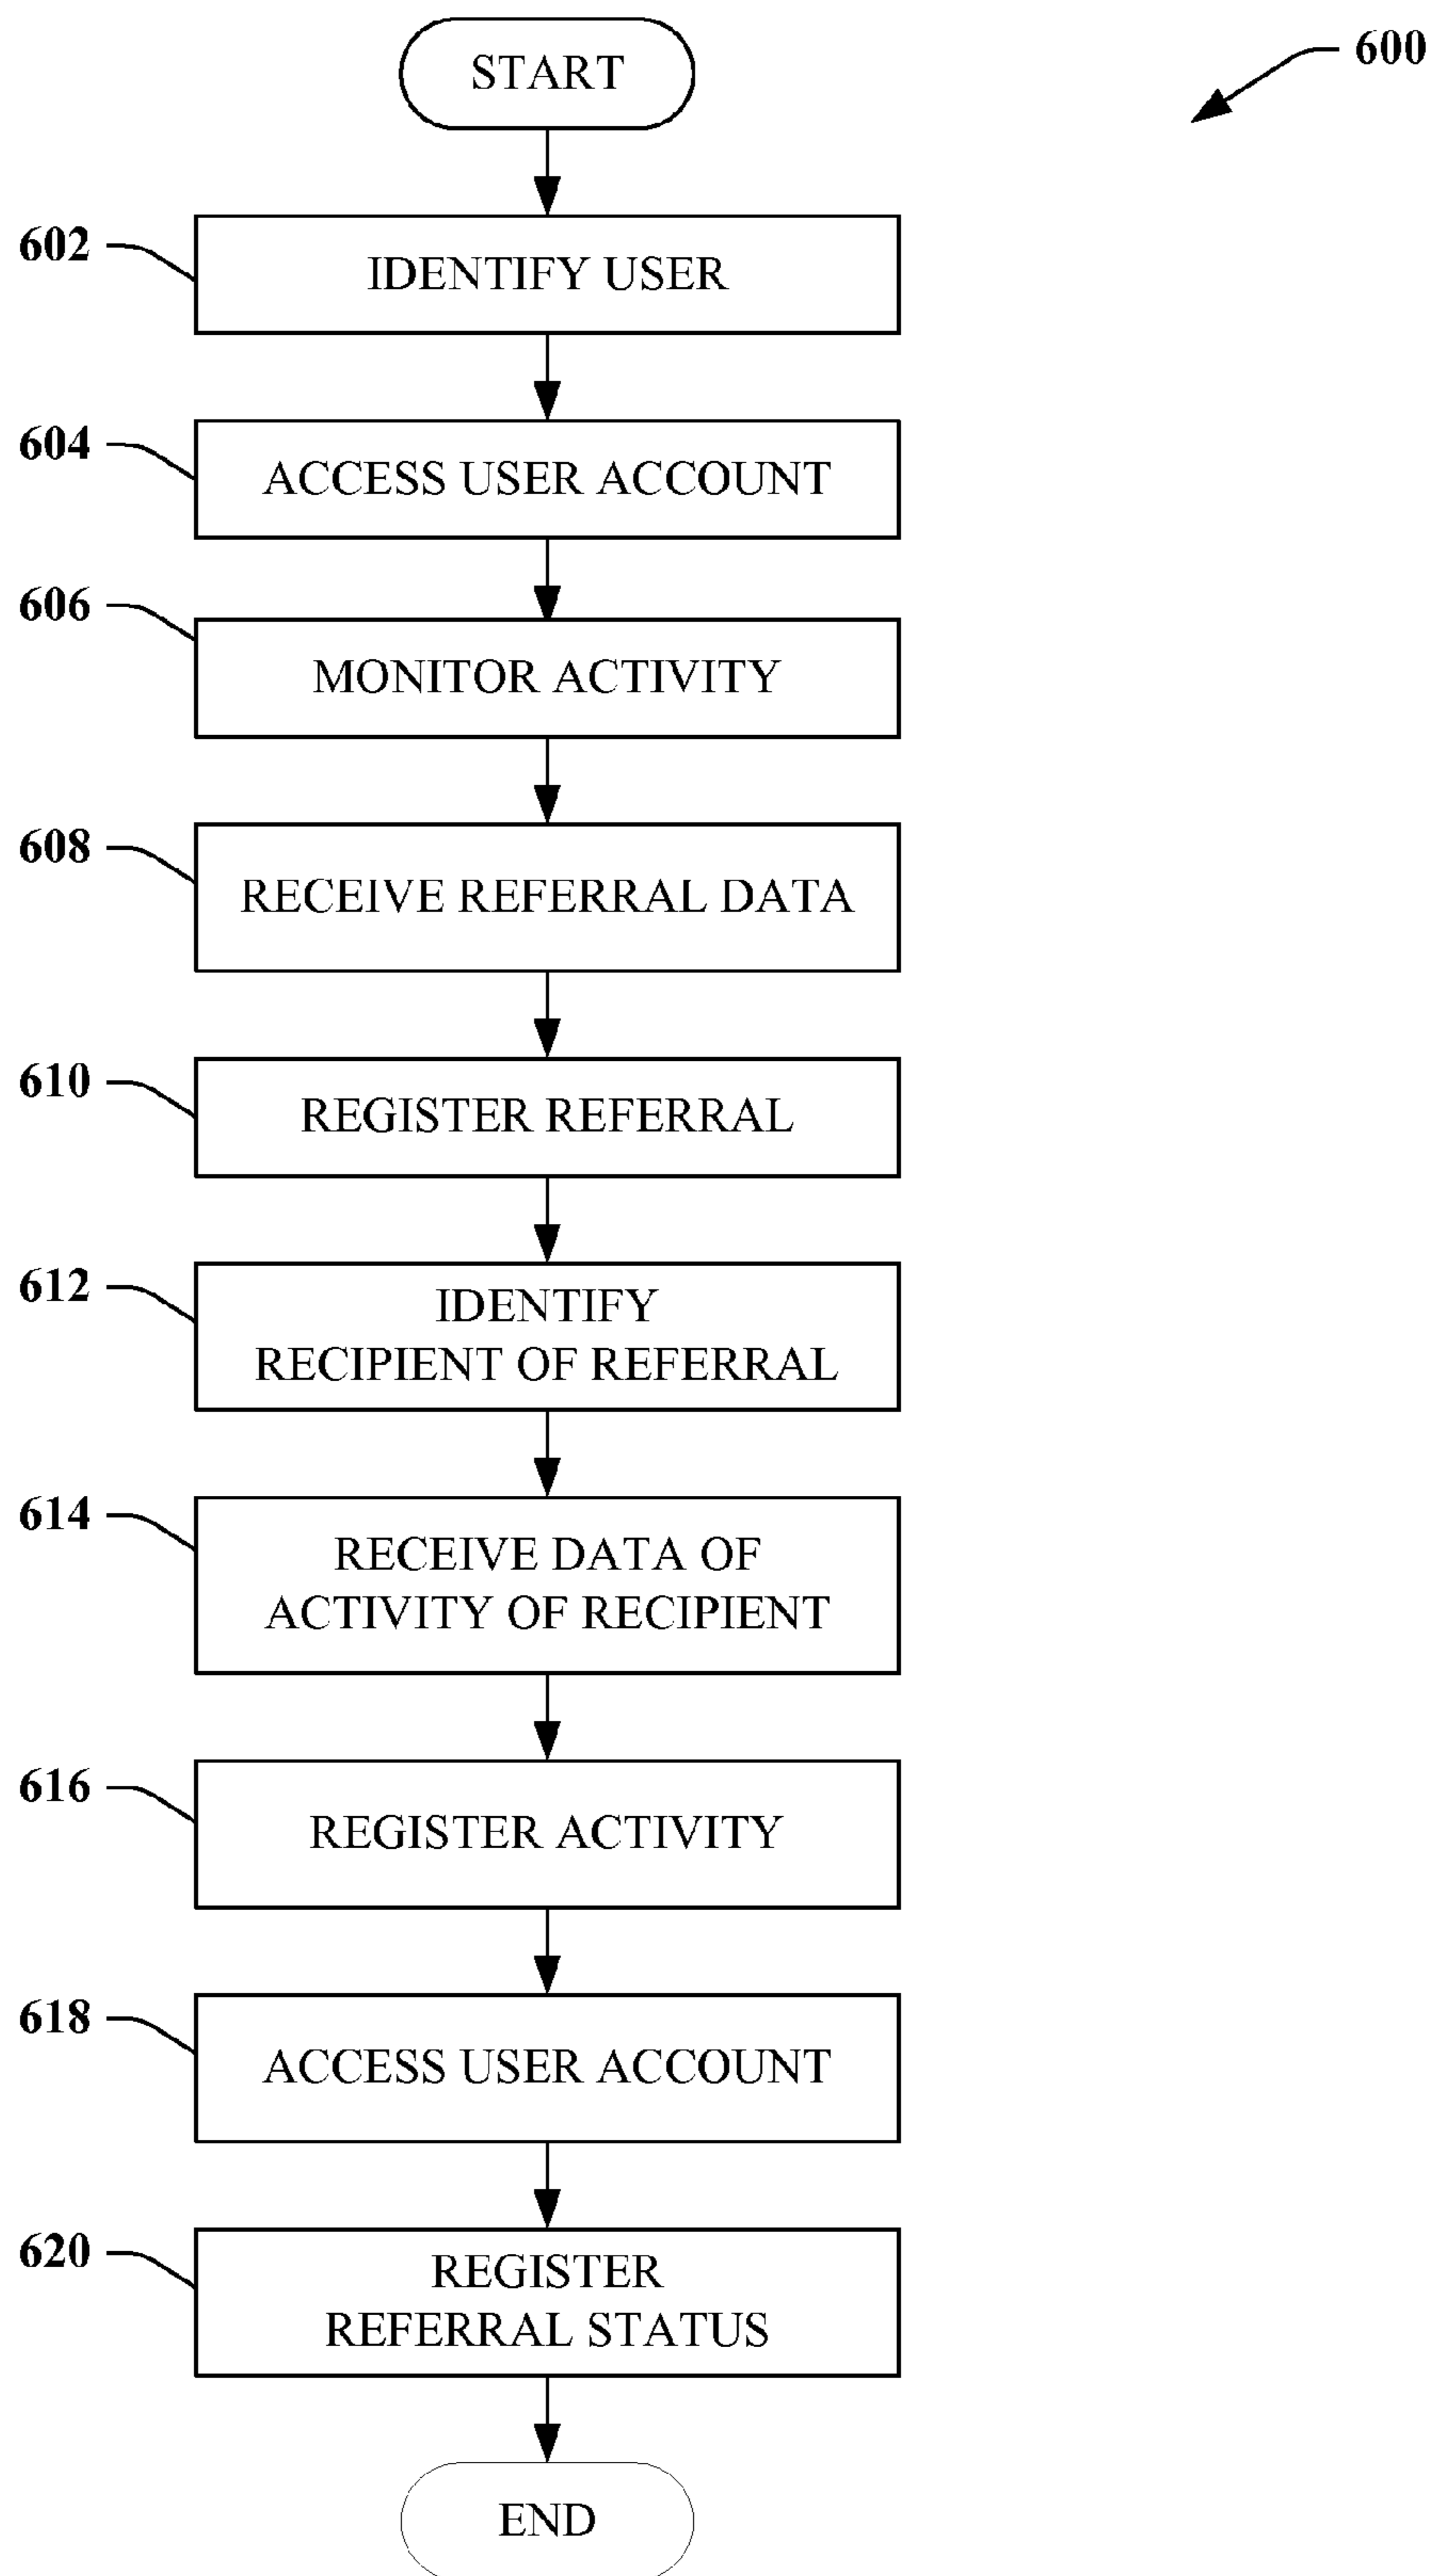 START
600
602
IDENTIFY USER
604
ACCESS USER ACCOUNT
606
MONITOR ACTIVITY
608
RECEIVE REFERRAL DATA
610
REGISTER REFERRAL
612
IDENTIFY
RECIPIENT OF REFERRAL
614
RECEIVE DATA OF
ACTIVITY OF RECIPIENT
616
REGISTER ACTIVITY
618
ACCESS USER ACCOUNT
620
REGISTER
REFERRAL STATUS
END